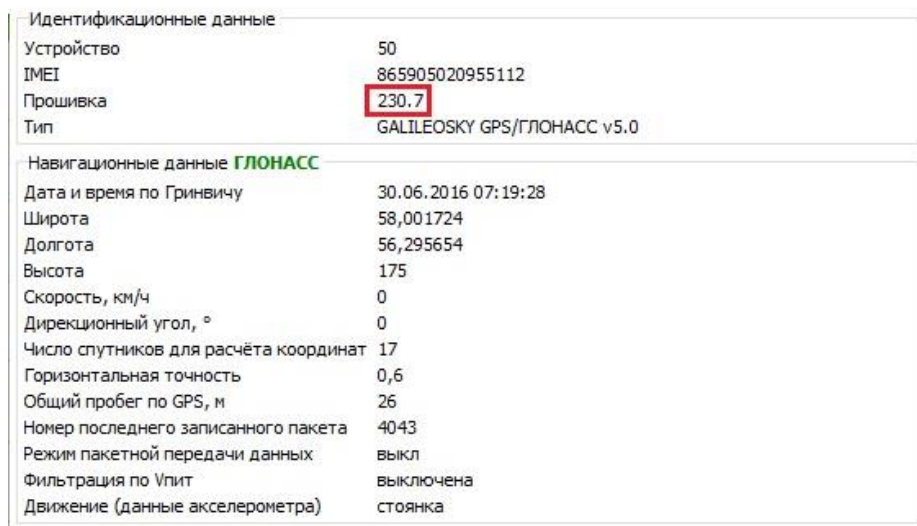 Идентификационные данные
Устройство 50
IMEI 865905020955112
Прошивка 230.7
Тип GALILEOSKY GPS/ГЛОНАСС v5.0
Навигационные данные ГЛОНАСС
Дата и время по Гринвичу 30.06.2016 07:19:28
Широта 58,001724
Долгота 56,295654
Высота 175
Скорость, км/ч 0
Дирекционный угол, ° 0
Число спутников для расчёта координат 17
Горизонтальная точность 0,6
Общий пробег по GPS, м 26
Номер последнего записанного пакета 4043
Режим пакетной передачи данных выкл
Фильтрация по Vпит выключена
Движение (данные акселерометра) стоянка